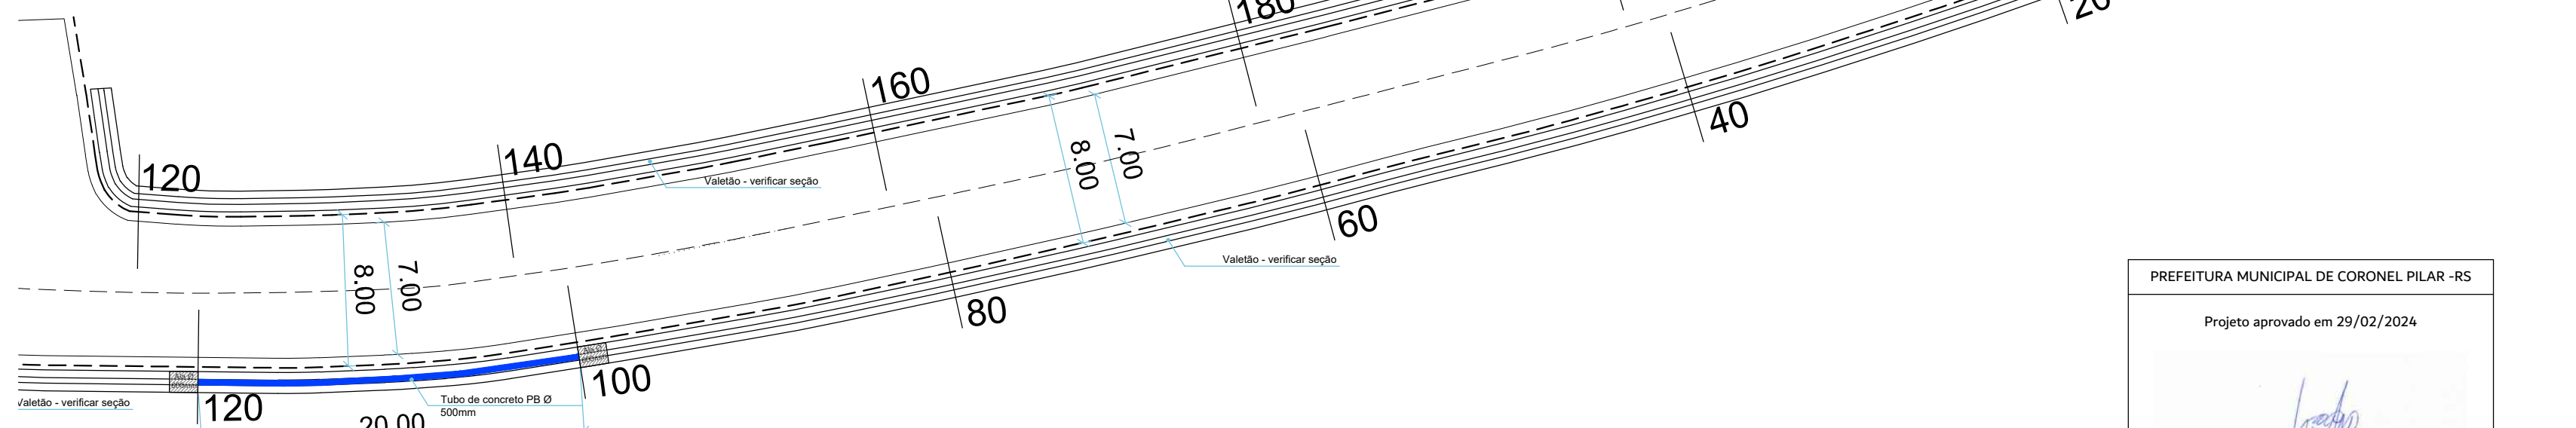 180
20
160
40
140
120
7.00
8.00
Valetão - verificar seção
60
Valetão - verificar seção
7.00
8.00
80
PREFEITURA MUNICIPAL DE CORONEL PILAR -RS
Projeto aprovado em 29/02/2024
100
Valetão - verificar seção
120
Tubo de concreto PB Ø
500mm
20.00